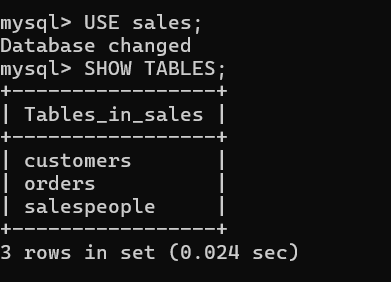 mysql> USE sales;
Database changed
mysql> SHOW TABLES;
+-----------------+
| Tables_in_sales |
+-----------------+
| customers       |
| orders          |
| salespeople     |
+-----------------+
3 rows in set (0.024 sec)